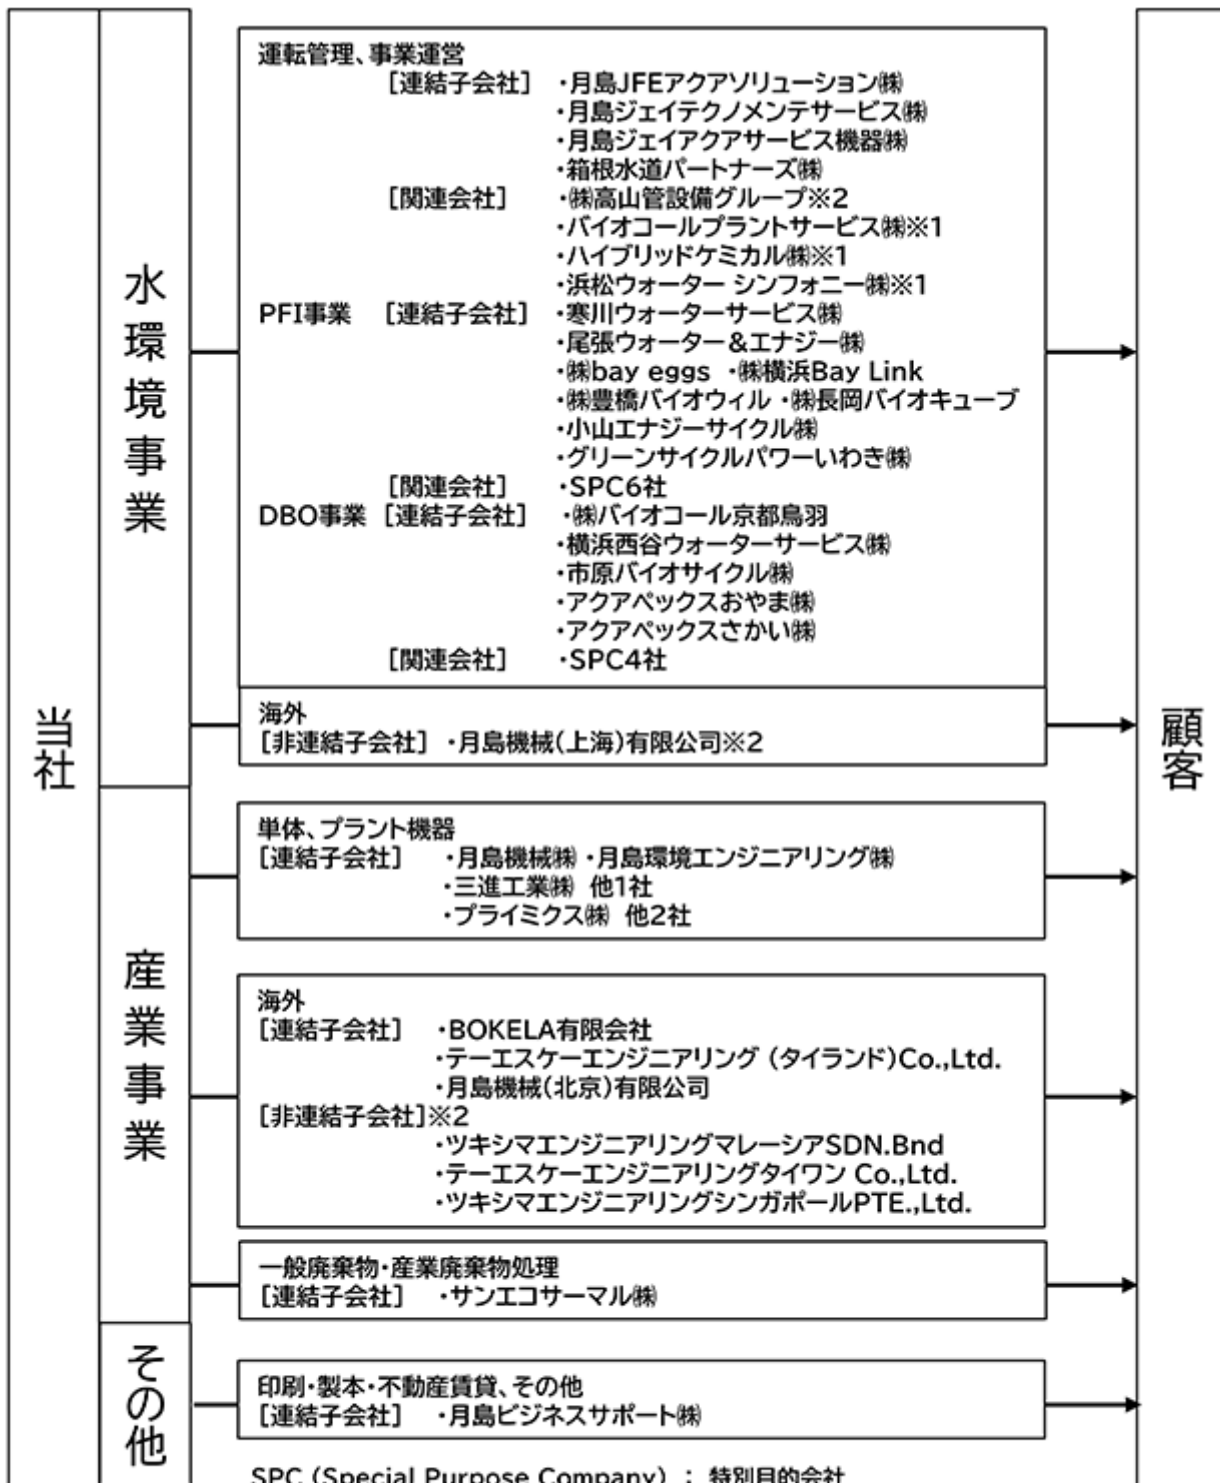 当社
水環境事業
運転管理、事業運営
[連結子会社] ・月島JFEアクアソリューション㈱
・月島ジェイテクノメンテサービス㈱
・月島ジェイアクアサービス機器㈱
・箱根水道パートナーズ㈱
[関連会社] ・㈱高山管設備グループ※2
・バイオコールプラントサービス㈱※1
・ハイブリッドケミカル㈱※1
・浜松ウォーター シンフォニー㈱※1
PFI事業 [連結子会社] ・寒川ウォーターサービス㈱
・尾張ウォーター＆エナジー㈱
・㈱bay eggs ・㈱横浜Bay Link
・㈱豊橋バイオウィル ・㈱長岡バイオキューブ
・小山エナジーサイクル㈱
・グリーンサイクルパワーいわき㈱
[関連会社] ・SPC6社
DBO事業 [連結子会社] ・㈱バイオコール京都鳥羽
・横浜西谷ウォーターサービス㈱
・市原バイオサイクル㈱
・アクアペックスおやま㈱
・アクアペックスさかい㈱
[関連会社] ・SPC4社
海外
[非連結子会社] ・月島機械(上海)有限公司※2
産業事業
単体、プラント機器
[連結子会社] ・月島機械㈱ ・月島環境エンジニアリング㈱
・三進工業㈱ 他1社
・プライミクス㈱ 他2社
海外
[連結子会社] ・BOKELA有限会社
・テーエスケーエンジニアリング (タイランド)Co.,Ltd.
・月島機械(北京)有限公司
[非連結子会社]※2
・ツキシマエンジニアリングマレーシアSDN.Bnd
・テーエスケーエンジニアリングタイワン Co.,Ltd.
・ツキシマエンジニアリングシンガポールPTE.,Ltd.
一般廃棄物・産業廃棄物処理
[連結子会社] ・サンエコサーマル㈱
その他
印刷・製本・不動産賃貸、その他
[連結子会社] ・月島ビジネスサポート㈱
顧客
SPC (Special Purpose Company) ： 特別目的会社